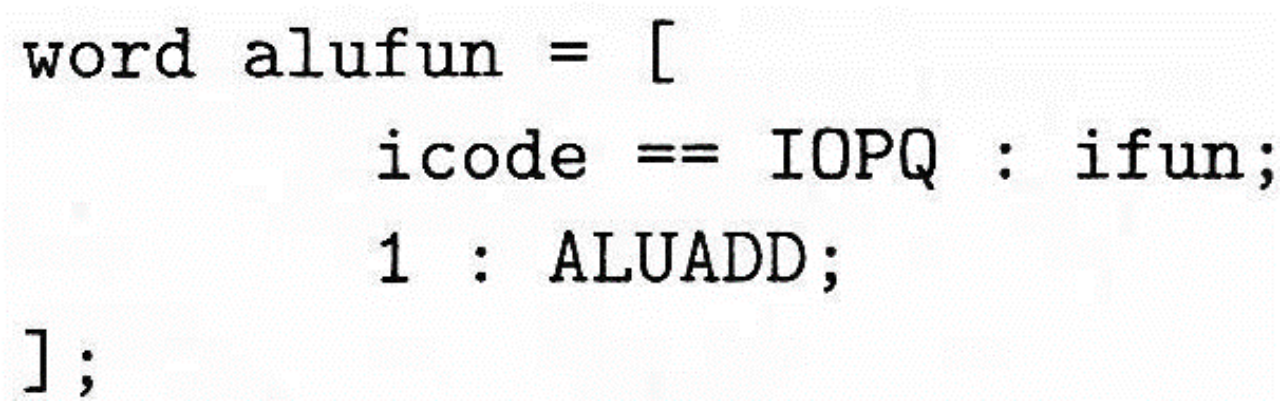 word alufun = [
icode == IOPQ : ifun;
1 : ALUADD;
];